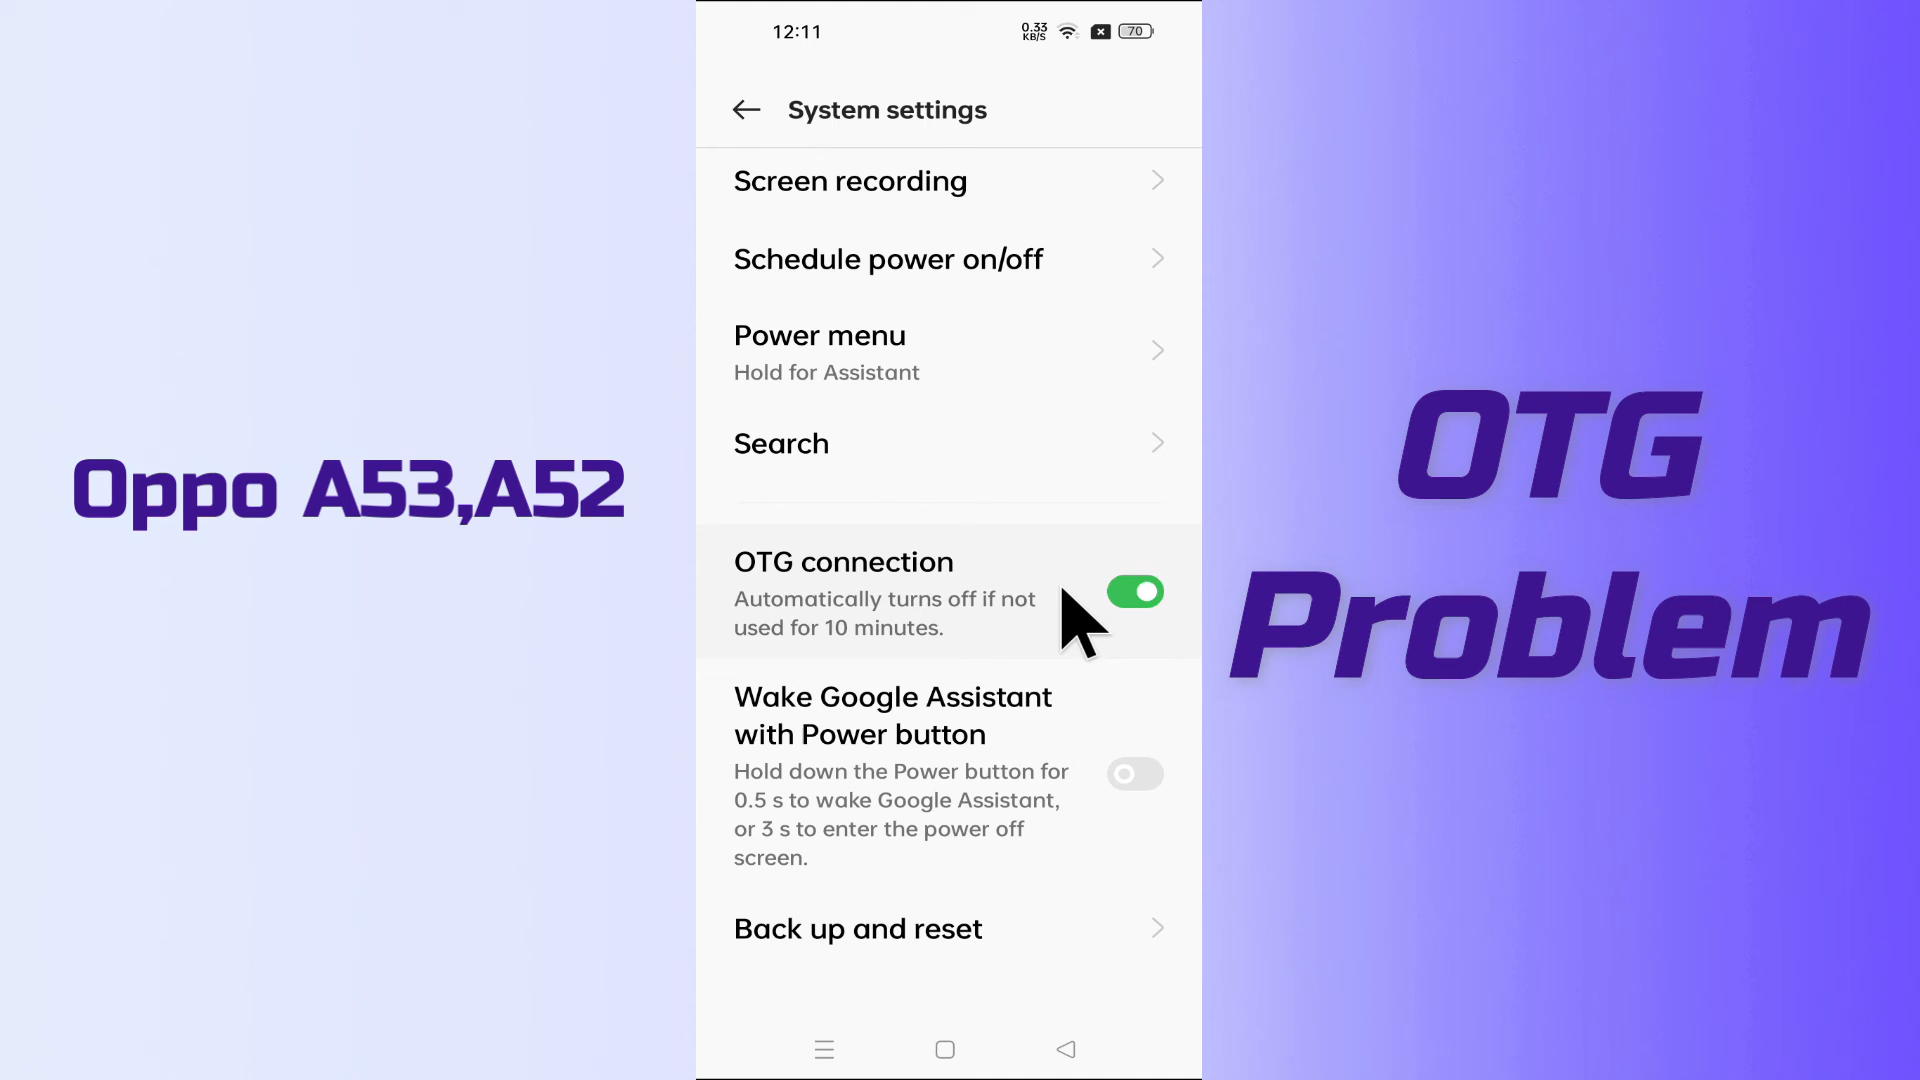 Oppo A53,A52
12:11
0.33
KB/S
70
System settings
Screen recording
Schedule power on/off
Power menu
Hold for Assistant
Search
OTG connection
Automatically turns off if not
used for 10 minutes.
Wake Google Assistant
with Power button
Hold down the Power button for
0.5 s to wake Google Assistant,
or 3 s to enter the power off
screen.
Back up and reset
OTG
Problem